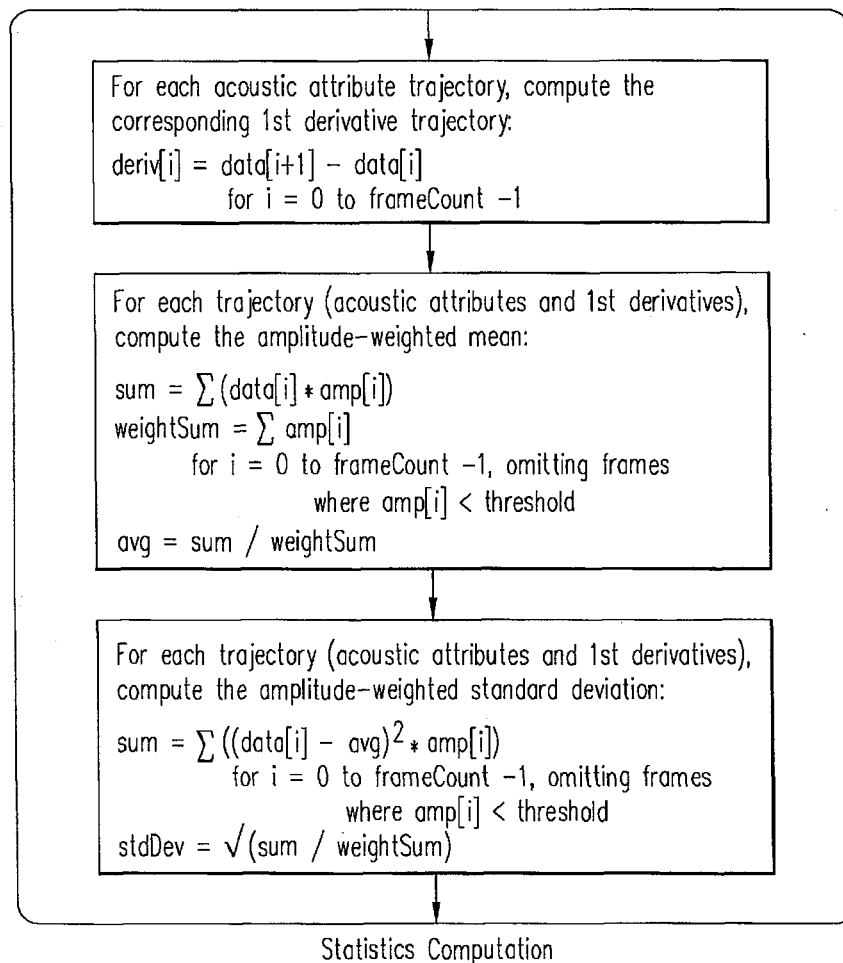 For each acoustic attribute trajectory, compute the
corresponding 1st derivative trajectory:
deriv[i] = data[i+1] – data[i]
for i = 0 to frameCount –1
For each trajectory (acoustic attributes and 1st derivatives),
compute the amplitude–weighted mean:
sum = ∑ (data[i] * amp[i])
weightSum = ∑ amp[i]
for i = 0 to frameCount –1, omitting frames
where amp[i] < threshold
avg = sum / weightSum
For each trajectory (acoustic attributes and 1st derivatives),
compute the amplitude–weighted standard deviation:
sum = ∑ ((data[i] – avg)² * amp[i])
for i = 0 to frameCount –1, omitting frames
where amp[i] < threshold
stdDev = √(sum / weightSum)
Statistics Computation